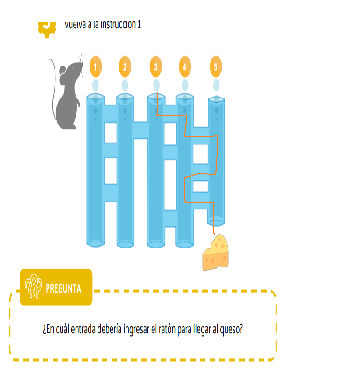 vuelva a la instrucción 1.
1 2 3 4 5
PREGUNTA
¿En cuál entrada debería ingresar el ratón para llegar al queso?